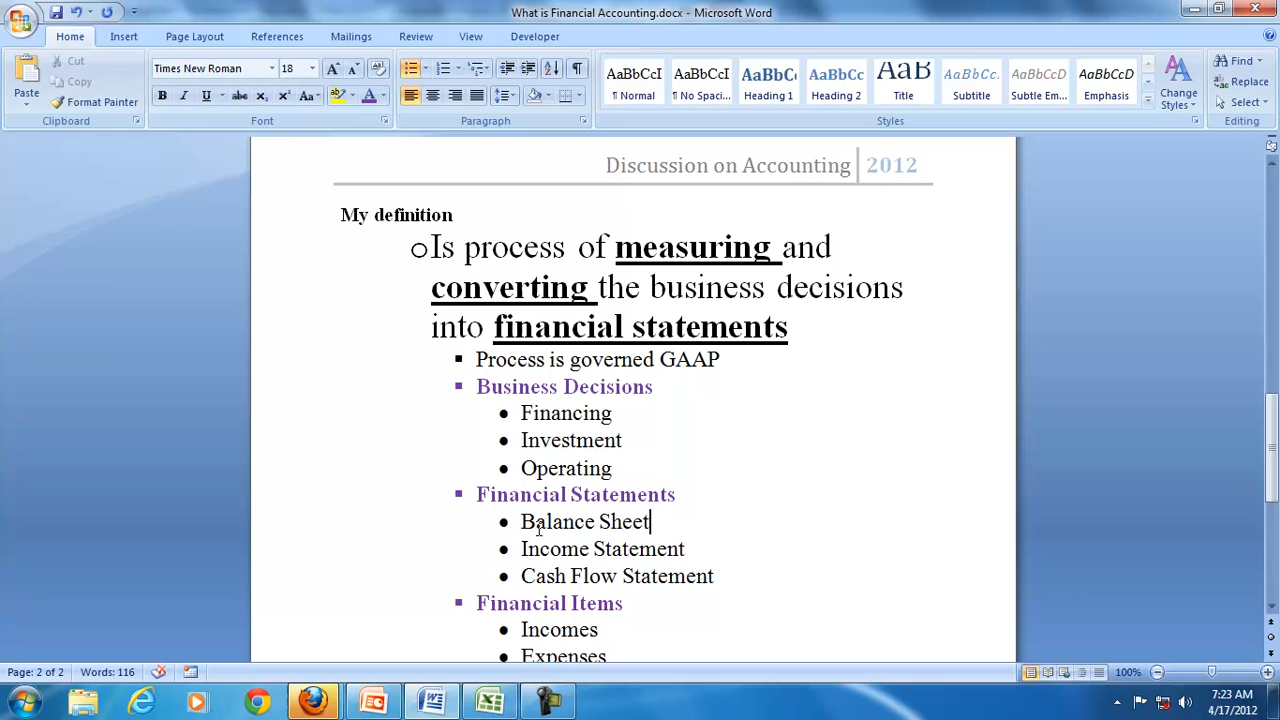 What is Financial Accounting.docx - Microsoft Word
Home Insert Page Layout References Mailings Review View Developer
Paste
Cut
Copy
Format Painter
Clipboard
Times New Roman 18
Font
Paragraph
AaBbCcI AaBbCcI AaBbCc AaBbCc AaB AaBbCcI AaBbCcD AaBbCcD
¶ Normal ¶ No Spaci... Heading 1 Heading 2 Title Subtitle Subtle Em... Emphasis
Change Styles
Styles
Find
Replace
Select
Editing
Discussion on Accounting 2012
My definition
Is process of measuring and
converting the business decisions
into financial statements
Process is governed GAAP
Business Decisions
Financing
Investment
Operating
Financial Statements
Balance Sheet
Income Statement
Cash Flow Statement
Financial Items
Incomes
Expenses
Page: 2 of 2 Words: 116 100%
7:23 AM
4/17/2012